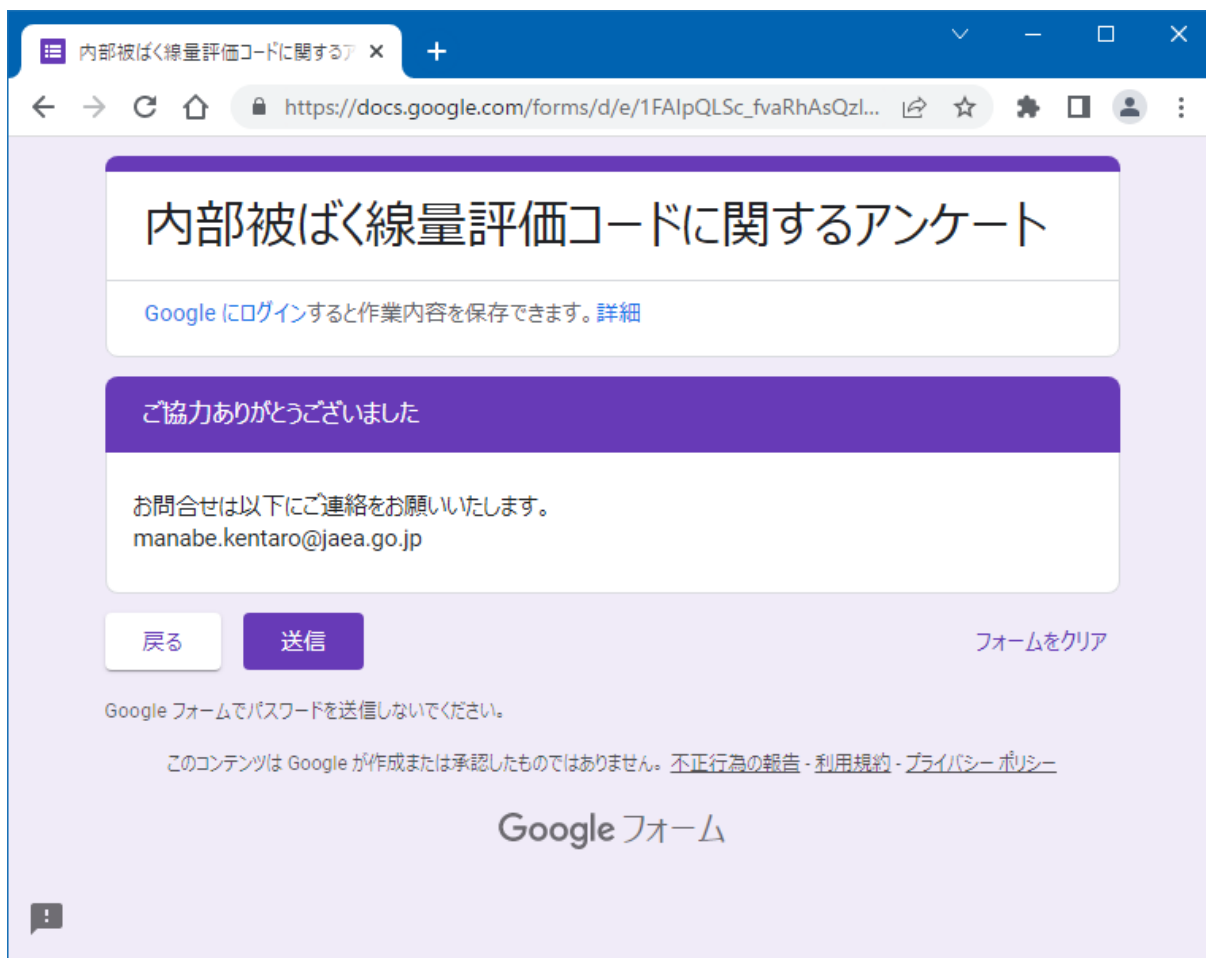 内部被ばく線量評価コードに関するア
https://docs.google.com/forms/d/e/1FAIpQLSc_fvaRhAsQzl...
内部被ばく線量評価コードに関するアンケート
Google にログインすると作業内容を保存できます。詳細
ご協力ありがとうございました
お問合せは以下にご連絡をお願いいたします。
manabe.kentaro@jaea.go.jp
戻る 送信 フォームをクリア
Google フォームでパスワードを送信しないでください。
このコンテンツは Google が作成または承認したものではありません。不正行為の報告 - 利用規約 - プライバシー ポリシー
Google フォーム